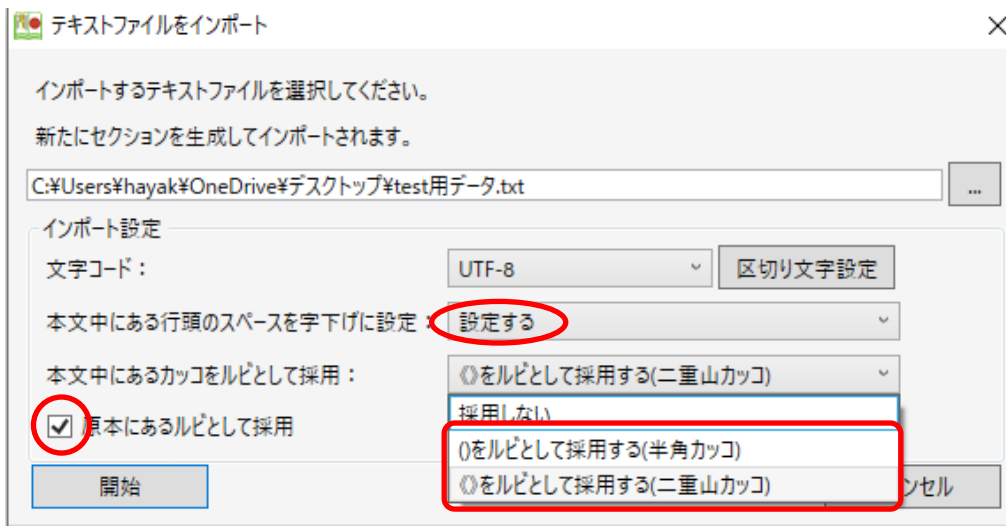 テキストファイルをインポート
インポートするテキストファイルを選択してください。
新たにセクションを生成してインポートされます。
C:¥Users¥hayak¥OneDrive¥デスクトップ¥test用データ.txt
...
インポート設定
文字コード：
UTF-8
区切り文字設定
本文中にある行頭のスペースを字下げに設定：
設定する
本文中にあるカッコをルビとして採用：
《》をルビとして採用する(二重山カッコ)
原本にあるルビとして採用
採用しない
()をルビとして採用する(半角カッコ)
《》をルビとして採用する(二重山カッコ)
開始
ンセル